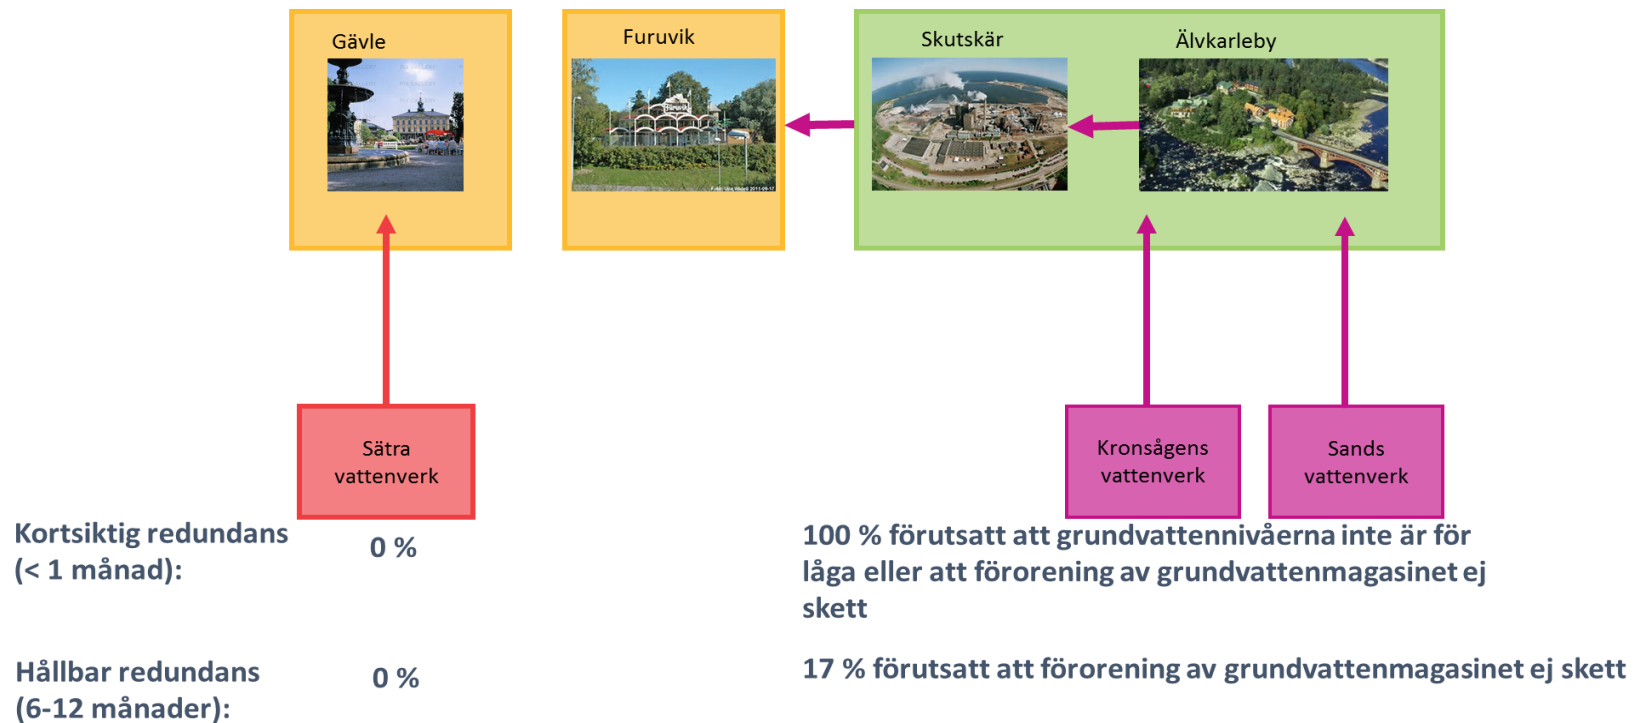 Gävle
Furuvik
Skutskär
Älvkarleby
Furuvik
Sätra
vattenverk
Kronsågens
vattenverk
Sands
vattenverk
Kortsiktig redundans
(< 1 månad):
0 %
100 % förutsatt att grundvattennivåerna inte är för
låga eller att förorening av grundvattenmagasinet ej
skett
Hållbar redundans
(6-12 månader):
0 %
17 % förutsatt att förorening av grundvattenmagasinet ej skett